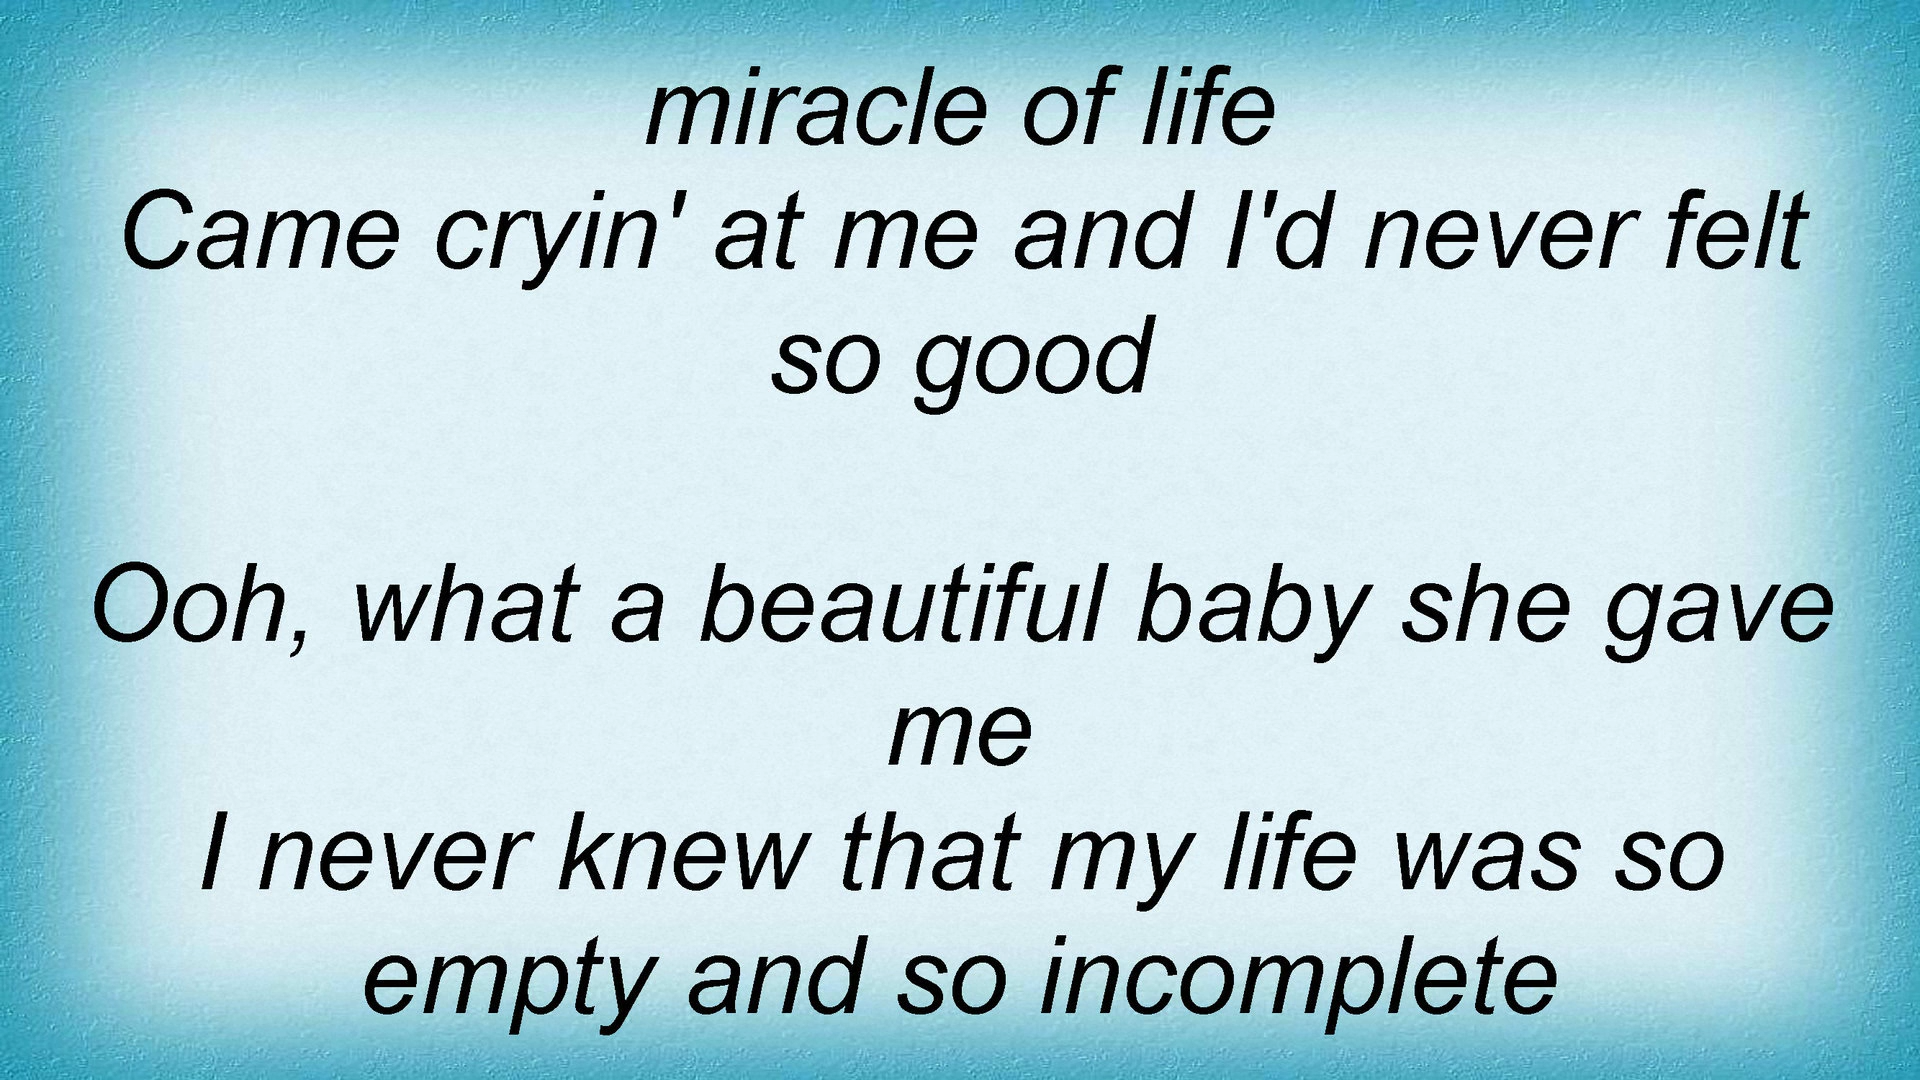 miracle of life
Came cryin' at me and I'd never felt
so good
Ooh, what a beautiful baby she gave
me
I never knew that my life was so
empty and so incomplete